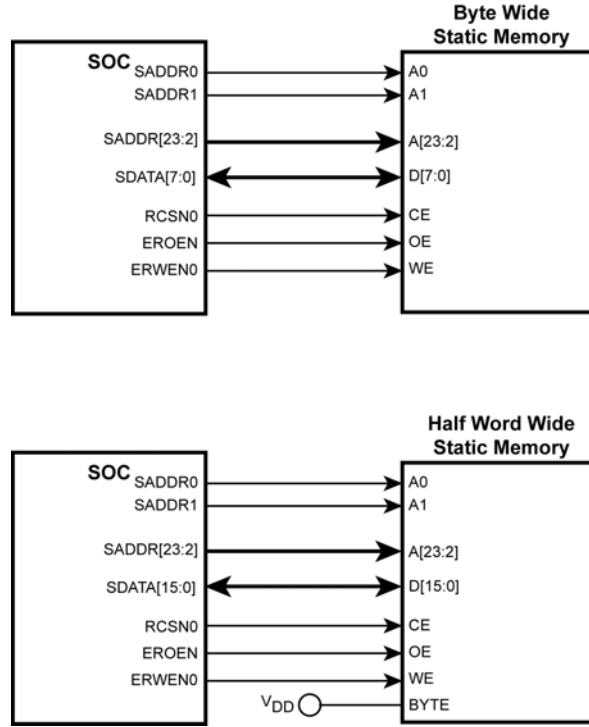 Byte Wide
Static Memory
SOC
SADDR0 A0
SADDR1 A1
SADDR[23:2] A[23:2]
SDATA[7:0] D[7:0]
RCSN0 CE
EROEN OE
ERWEN0 WE
Half Word Wide
Static Memory
SOC
SADDR0 A0
SADDR1 A1
SADDR[23:2] A[23:2]
SDATA[15:0] D[15:0]
RCSN0 CE
EROEN OE
ERWEN0 WE
VDD BYTE